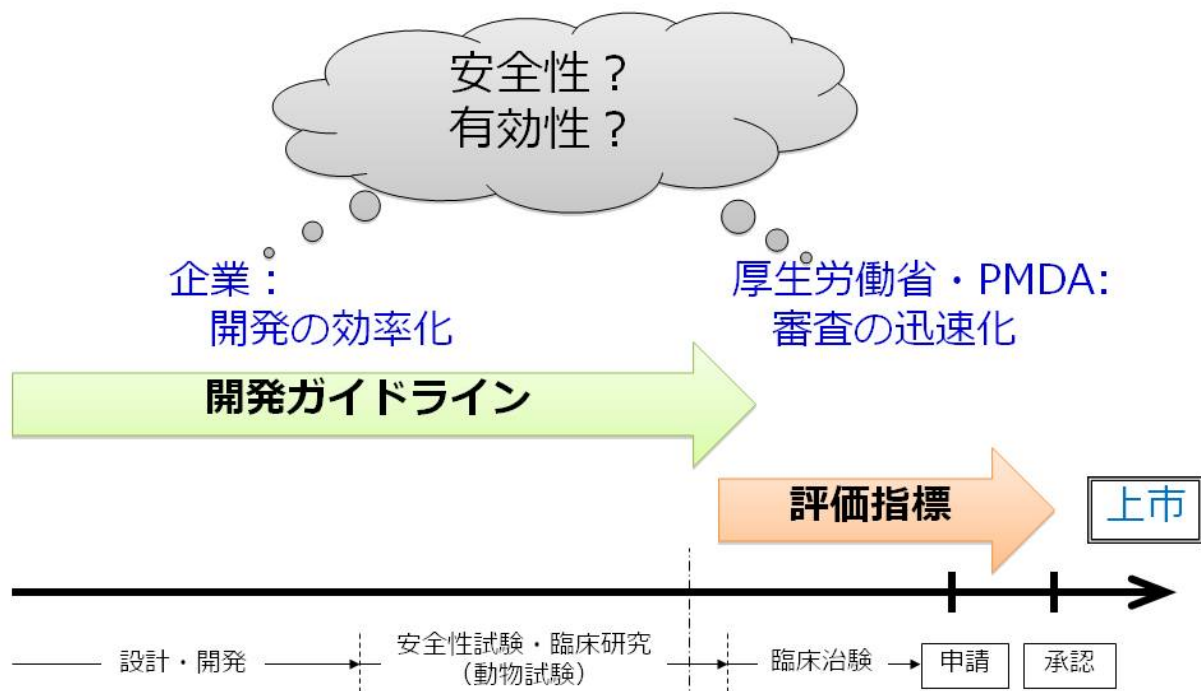 安全性?
有効性?
企業:
開発の効率化
厚生労働省・PMDA:
審査の迅速化
開発ガイドライン
評価指標
上市
設計・開発
安全性試験・臨床研究
(動物試験)
臨床治験
申請
承認